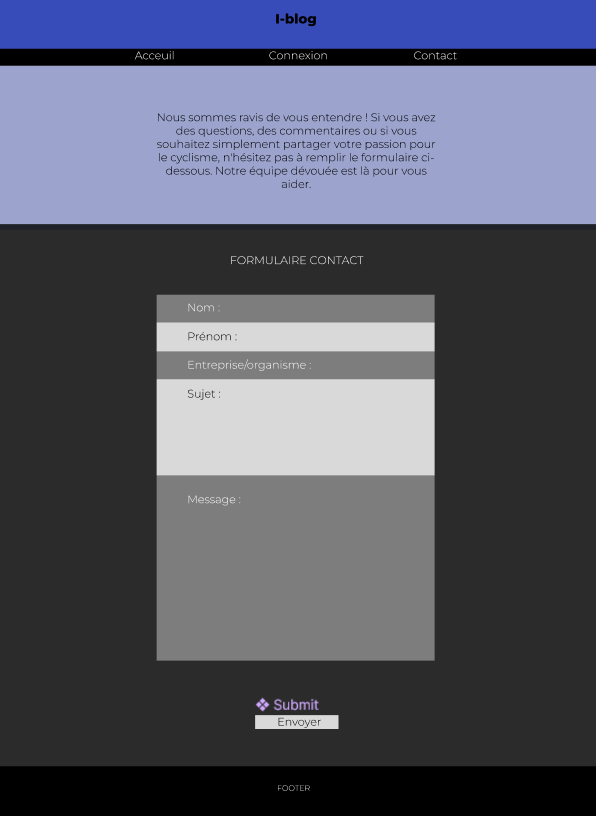 I-blog
Acceuil Connexion Contact
Nous sommes ravis de vous entendre ! Si vous avez
des questions, des commentaires ou si vous
souhaitez simplement partager votre passion pour
le cyclisme, n'hésitez pas à remplir le formulaire ci-
dessous. Notre équipe dévouée est là pour vous
aider.
FORMULAIRE CONTACT
Nom :
Prénom :
Entreprise/organisme :
Sujet :
Message :
Submit
Envoyer
FOOTER